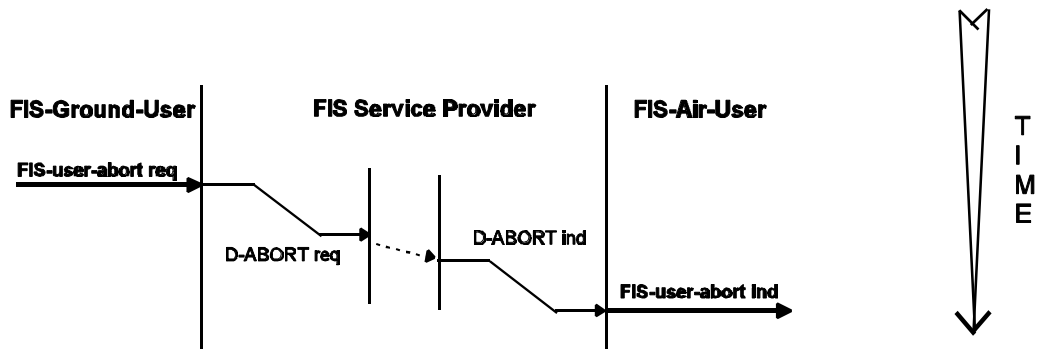 FIS-Ground-User
FIS Service Provider
FIS-Air-User
FIS-user-abort req
D-ABORT req
D-ABORT ind
FIS-user-abort ind
T
I
M
E